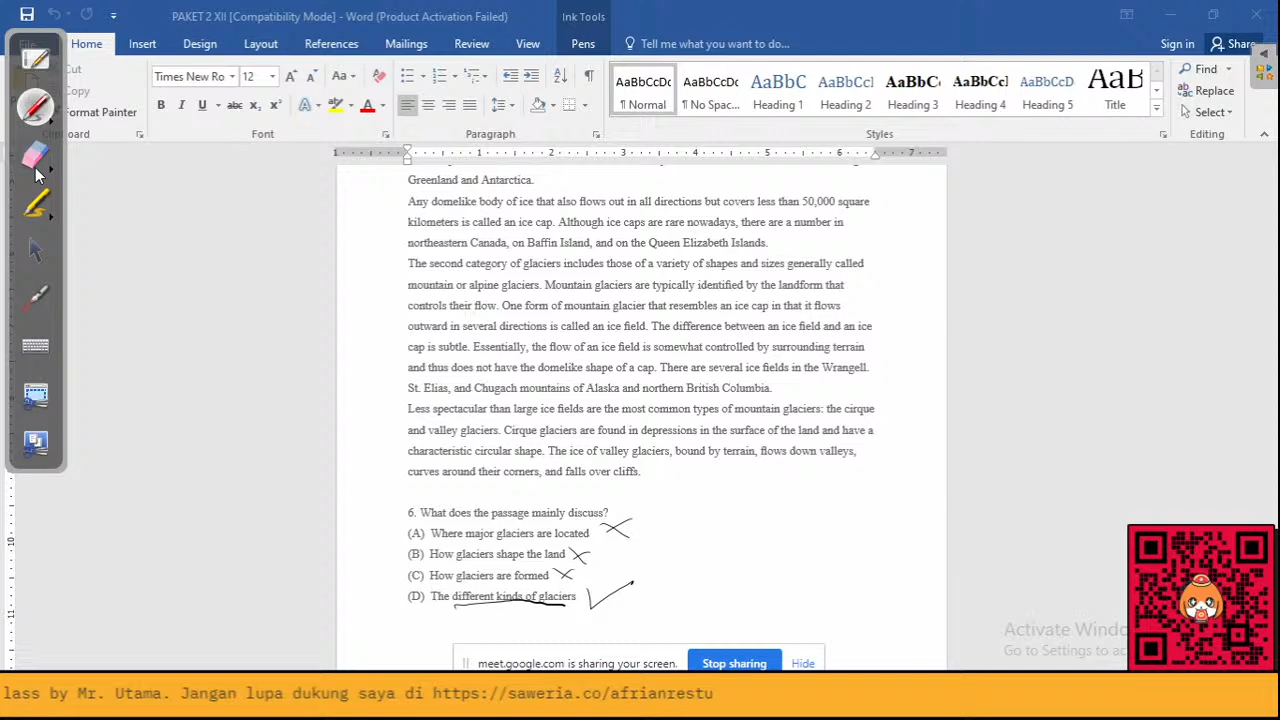 PAKET 2 XII [Compatibility Mode] - Word (Product Activation Failed)
Ink Tools
Home Insert Design Layout References Mailings Review View Pens Tell me what you want to do... Sign in Share
Cut
Copy
Format Painter
Times New Ro 12 Aa
B I U abc x₂ x² A A
AaBbCcDc AaBbCcDc AaBbC AaBbCcD AaBbC AaBbCcD AaBbCcD AaB
¶ Normal ¶ No Spac... Heading 1 Heading 2 Heading 3 Heading 4 Heading 5 Title
Find
Replace
Select
Font Paragraph Styles Editing
1 1 2 3 4 5 6 7
Greenland and Antarctica.
Any domelike body of ice that also flows out in all directions but covers less than 50,000 square
kilometers is called an ice cap. Although ice caps are rare nowadays, there are a number in
northeastern Canada, on Baffin Island, and on the Queen Elizabeth Islands.
The second category of glaciers includes those of a variety of shapes and sizes generally called
mountain or alpine glaciers. Mountain glaciers are typically identified by the landform that
controls their flow. One form of mountain glacier that resembles an ice cap in that it flows
outward in several directions is called an ice field. The difference between an ice field and an ice
cap is subtle. Essentially, the flow of an ice field is somewhat controlled by surrounding terrain
and thus does not have the domelike shape of a cap. There are several ice fields in the Wrangell.
St. Elias, and Chugach mountains of Alaska and northern British Columbia.
Less spectacular than large ice fields are the most common types of mountain glaciers: the cirque
and valley glaciers. Cirque glaciers are found in depressions in the surface of the land and have a
characteristic circular shape. The ice of valley glaciers, bound by terrain, flows down valleys,
curves around their corners, and falls over cliffs.
6. What does the passage mainly discuss?
(A) Where major glaciers are located
(B) How glaciers shape the land
(C) How glaciers are formed
(D) The different kinds of glaciers
10
11
Activate Windo
Go to Settings to ac
meet.google.com is sharing your screen. Stop sharing Hide
lass by Mr. Utama. Jangan lupa dukung saya di https://saweria.co/afrianrestu